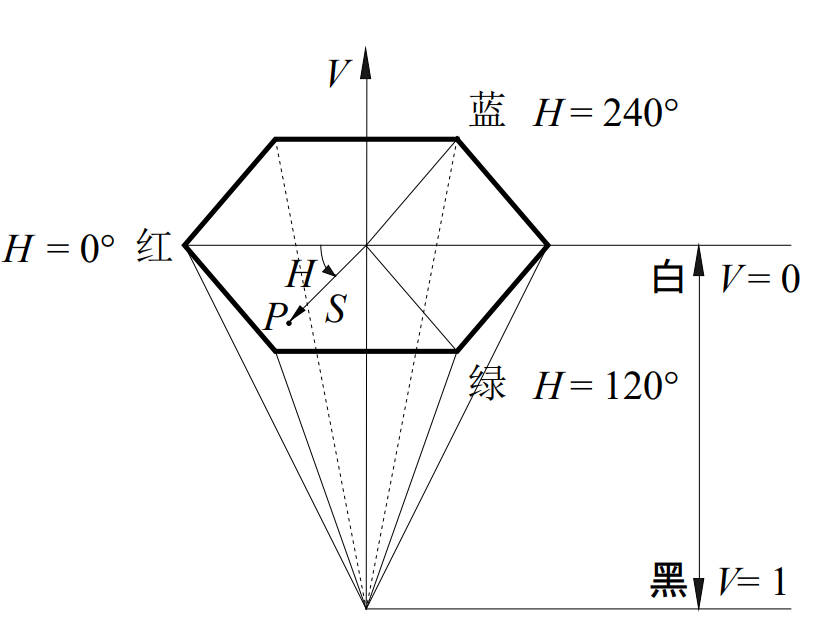 V
蓝 H = 240°
H = 0° 红
白 V = 0
H
P S
绿 H = 120°
黑 V = 1